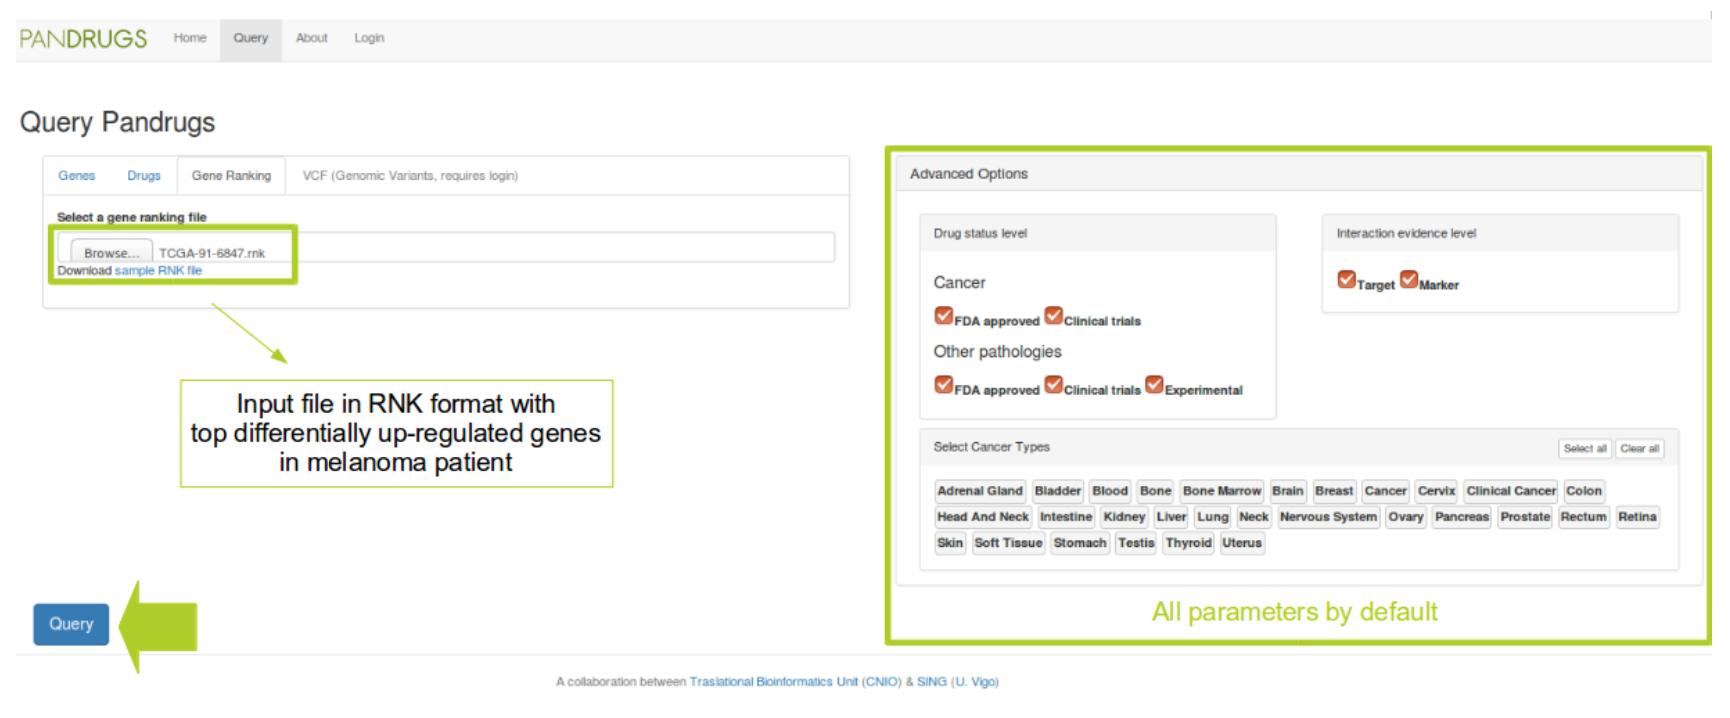 PANDRUGS Home Query About Login
Query Pandrugs
Genes Drugs Gene Ranking VCF (Genomic Variants, requires login)
Select a gene ranking file
Browse... TCGA-91-6847.rnk
Download sample RNK file
Input file in RNK format with
top differentially up-regulated genes
in melanoma patient
Query
Advanced Options
Drug status level
Cancer
FDA approved Clinical trials
Other pathologies
FDA approved Clinical trials Experimental
Interaction evidence level
Target Marker
Select Cancer Types Select all Clear all
Adrenal Gland Bladder Blood Bone Bone Marrow Brain Breast Cancer Cervix Clinical Cancer Colon
Head And Neck Intestine Kidney Liver Lung Neck Nervous System Ovary Pancreas Prostate Rectum Retina
Skin Soft Tissue Stomach Testis Thyroid Uterus
All parameters by default
A collaboration between Traslational Bioinformatics Unit (CNIO) & SING (U. Vigo)